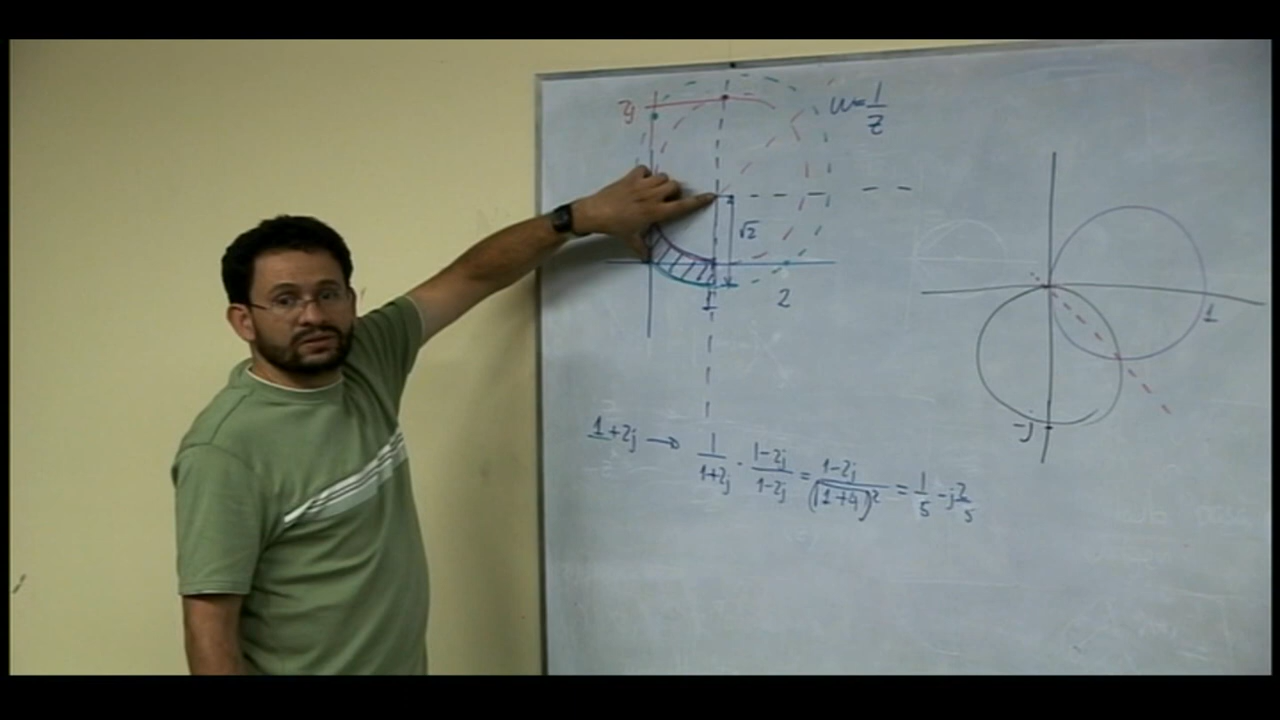 2j
w=1/z
√2
1
2
1
-j
1+2j → 1/(1+2j) · (1-2j)/(1-2j) = (1-2j)/(√(1+4))² = 1/5 - j2/5